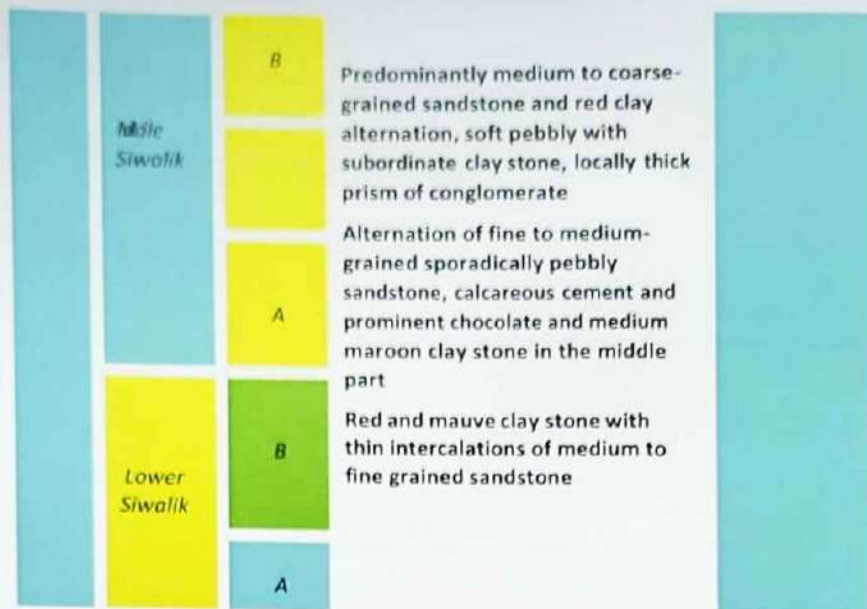 B
Middle
Siwalik
Predominantly medium to coarse-
grained sandstone and red clay
alternation, soft pebbly with
subordinate clay stone, locally thick
prism of conglomerate
Alternation of fine to medium-
grained sporadically pebbly
sandstone, calcareous cement and
prominent chocolate and medium
maroon clay stone in the middle
part
A
Red and mauve clay stone with
thin intercalations of medium to
fine grained sandstone
B
Lower
Siwalik
A